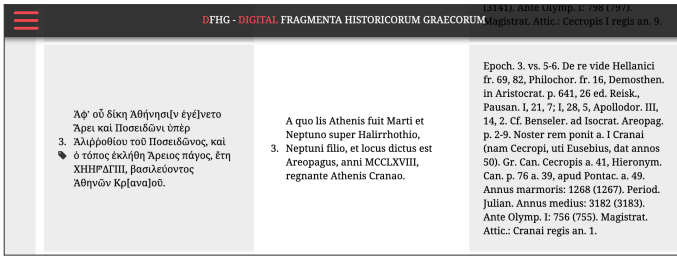 (3141). Ante Olymp. I: 798 (797).
DFHG - DIGITAL FRAGMENTA HISTORICORUM GRAECORUM
Magistrat. Attic.: Cecropis I regis an. 9.
Ἀφ' οὗ δίκη Ἀθήνησι[ν ἐγέ]νετο
Ἄρει καὶ Ποσειδῶνι ὑπὲρ
3. Ἁλιῤῥοθίου τοῦ Ποσειδῶνος, καὶ
ὁ τόπος ἐκλήθη Ἄρειος πάγος, ἔτη
ΧΗΗ𐅄ΔΓΙΙΙ, βασιλεύοντος
Ἀθηνῶν Κρ[ανα]οῦ.
A quo lis Athenis fuit Marti et
Neptuno super Halirrhothio,
3. Neptuni filio, et locus dictus est
Areopagus, anni MCCLXVIII,
regnante Athenis Cranao.
Epoch. 3. vs. 5-6. De re vide Hellanici
fr. 69, 82, Philochor. fr. 16, Demosthen.
in Aristocrat. p. 641, 26 ed. Reisk.,
Pausan. I, 21, 7; I, 28, 5, Apollodor. III,
14, 2. Cf. Benseler. ad Isocrat. Areopag.
p. 2-9. Noster rem ponit a. I Cranai
(nam Cecropi, uti Eusebius, dat annos
50). Gr. Can. Cecropis a. 41, Hieronym.
Can. p. 76 a. 39, apud Pontac. a. 49.
Annus marmoris: 1268 (1267). Period.
Julian. Annus medius: 3182 (3183).
Ante Olymp. I: 756 (755). Magistrat.
Attic.: Cranai regis an. 1.